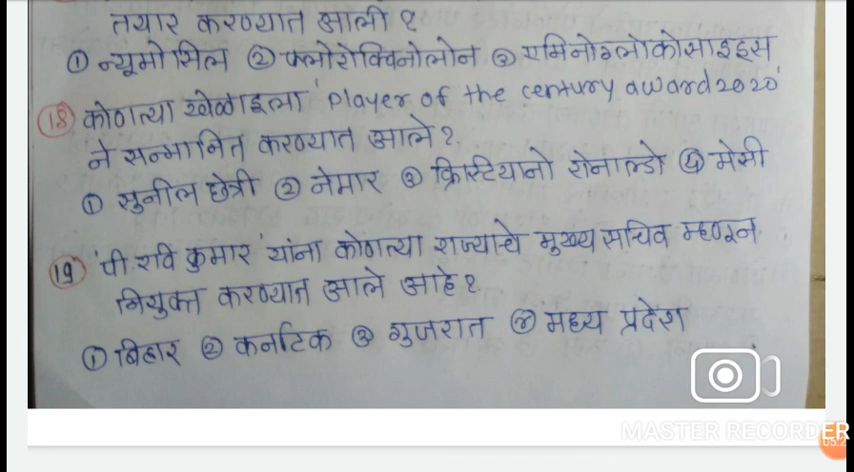 तयार करण्यात आली ?
① न्यूमोसिल ② फ्लोरोक्विनोलोन ③ एमिनोग्लोकोसाइड्स
⑱ कोणत्या खेळाडूला 'Player of the century award 2020'
ने सन्मानित करण्यात आले ?
① सुनील छेत्री ② नेमार ③ क्रिस्टियानो रोनाल्डो ④ मेसी
⑲ 'पी. रवि कुमार' यांना कोणत्या राज्याचे मुख्य सचिव म्हणून
नियुक्त करण्यात आले आहे ?
① बिहार ② कर्नाटक ③ गुजरात ④ मध्य प्रदेश
MASTER RECORDER